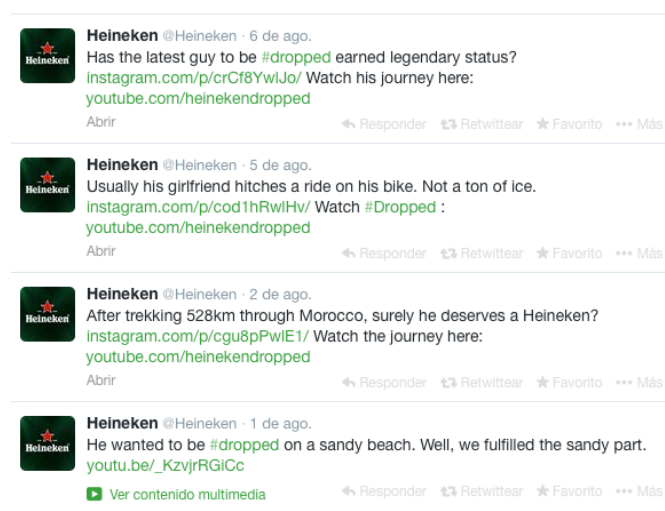 Heineken @Heineken · 6 de ago.
Has the latest guy to be #dropped earned legendary status?
instagram.com/p/crCf8YwlJo/ Watch his journey here:
youtube.com/heinekendropped
Abrir Responder Retwittear Favorito Más
Heineken
Heineken @Heineken · 5 de ago.
Usually his girlfriend hitches a ride on his bike. Not a ton of ice.
instagram.com/p/cod1hRwlHv/ Watch #Dropped :
youtube.com/heinekendropped
Abrir Responder Retwittear Favorito Más
Heineken
Heineken @Heineken · 2 de ago.
After trekking 528km through Morocco, surely he deserves a Heineken?
instagram.com/p/cgu8pPwlE1/ Watch the journey here:
youtube.com/heinekendropped
Abrir Responder Retwittear Favorito Más
Heineken
Heineken @Heineken · 1 de ago.
He wanted to be #dropped on a sandy beach. Well, we fulfilled the sandy part.
youtu.be/_KzvjrRGiCc
Ver contenido multimedia Responder Retwittear Favorito Más
Heineken